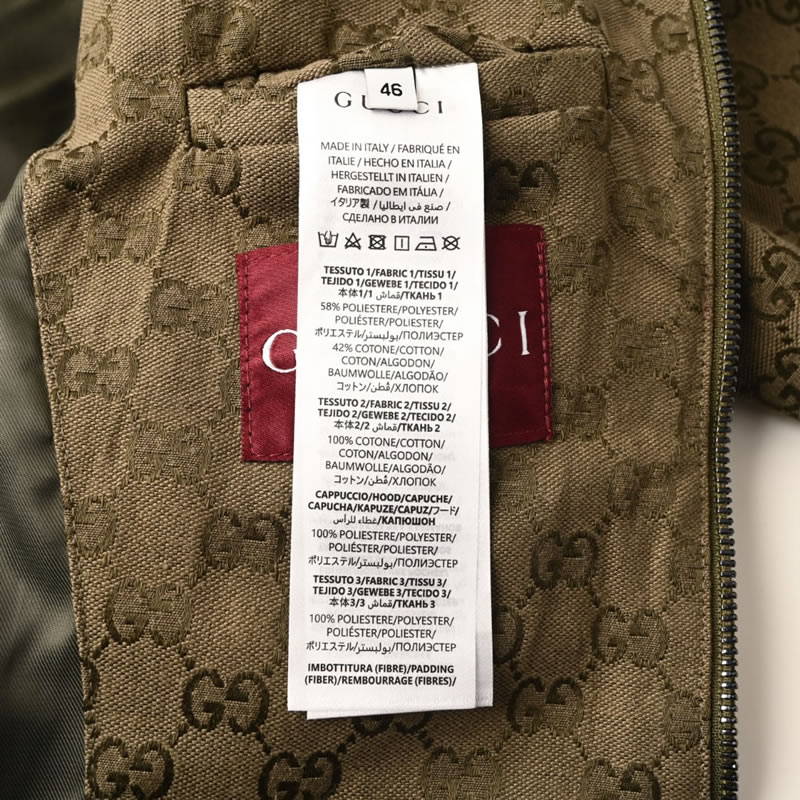 46
GUCCI
MADE IN ITALY / FABRIQUÉ EN
ITALIE / HECHO EN ITALIA /
HERGESTELLT IN ITALIEN /
FABRICADO EM ITÁLIA /
イタリア製 / صنع في ايطاليا /
СДЕЛАНО В ИТАЛИИ
TESSUTO 1/FABRIC 1/TISSU 1/
TEJIDO 1/GEWEBE 1/TECIDO 1/
本体1/1 قماش/ТКАНЬ 1
58% POLIESTERE/POLYESTER/
POLIÉSTER/POLIESTER/
ポリエステル/بوليستر/ПОЛИЭСТЕР
42% COTONE/COTTON/
COTON/ALGODON/
BAUMWOLLE/ALGODÃO/
コットン/قُطن/ХЛОПОК
TESSUTO 2/FABRIC 2/TISSU 2/
TEJIDO 2/GEWEBE 2/TECIDO 2/
本体2/2 قماش/ТКАНЬ 2
100% COTONE/COTTON/
COTON/ALGODON/
BAUMWOLLE/ALGODÃO/
コットン/قُطن/ХЛОПОК
CAPPUCCIO/HOOD/CAPUCHE/
CAPUCHA/KAPUZE/CAPUZ/フード/
غطاء للرأس/КАПЮШОН
100% POLIESTERE/POLYESTER/
POLIÉSTER/POLIESTER/
ポリエステル/بوليستر/ПОЛИЭСТЕР
TESSUTO 3/FABRIC 3/TISSU 3/
TEJIDO 3/GEWEBE 3/TECIDO 3/
本体3/3 قماش/ТКАНЬ 3
100% POLIESTERE/POLYESTER/
POLIÉSTER/POLIESTER/
ポリエステル/بوليستر/ПОЛИЭСТЕР
IMBOTTITURA (FIBRE)/PADDING
(FIBER)/REMBOURRAGE (FIBRES)/